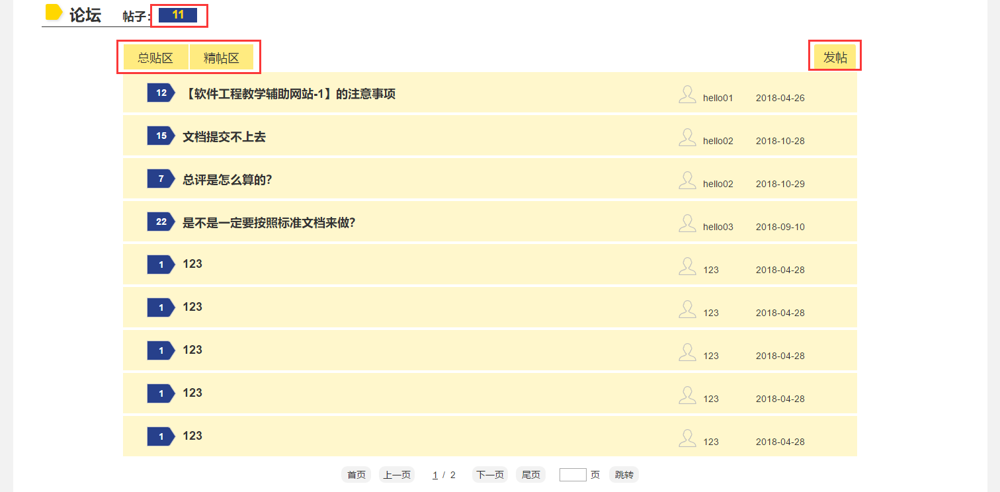 论坛 帖子: 11
总贴区 精帖区 发帖
12 【软件工程教学辅助网站-1】的注意事项 hello01 2018-04-26
15 文档提交不上去 hello02 2018-10-28
7 总评是怎么算的? hello02 2018-10-29
22 是不是一定要按照标准文档来做? hello03 2018-09-10
1 123 123 2018-04-28
1 123 123 2018-04-28
1 123 123 2018-04-28
1 123 123 2018-04-28
1 123 123 2018-04-28
首页 上一页 1 / 2 下一页 尾页 页 跳转